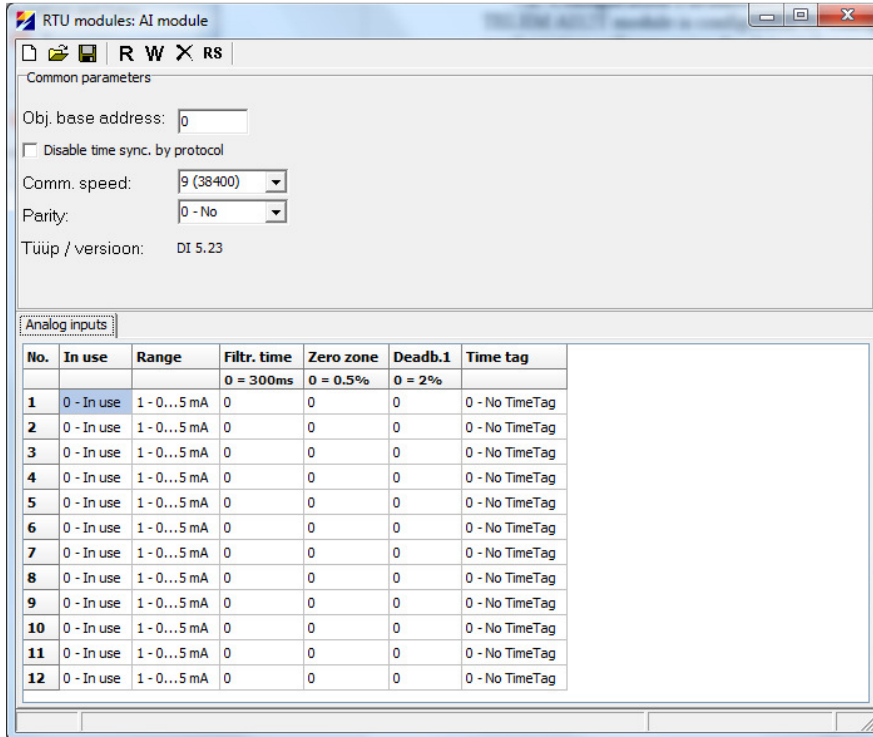 RTU modules: AI module
R W RS
Common parameters
Obj. base address: 0
Disable time sync. by protocol
Comm. speed: 9 (38400)
Parity: 0 - No
Tüüp / versioon: DI 5.23
Analog inputs
No. In use Range Filtr. time Zero zone Deadb.1 Time tag
0 = 300ms 0 = 0.5% 0 = 2%
1 0 - In use 1 - 0...5 mA 0 0 0 0 - No TimeTag
2 0 - In use 1 - 0...5 mA 0 0 0 0 - No TimeTag
3 0 - In use 1 - 0...5 mA 0 0 0 0 - No TimeTag
4 0 - In use 1 - 0...5 mA 0 0 0 0 - No TimeTag
5 0 - In use 1 - 0...5 mA 0 0 0 0 - No TimeTag
6 0 - In use 1 - 0...5 mA 0 0 0 0 - No TimeTag
7 0 - In use 1 - 0...5 mA 0 0 0 0 - No TimeTag
8 0 - In use 1 - 0...5 mA 0 0 0 0 - No TimeTag
9 0 - In use 1 - 0...5 mA 0 0 0 0 - No TimeTag
10 0 - In use 1 - 0...5 mA 0 0 0 0 - No TimeTag
11 0 - In use 1 - 0...5 mA 0 0 0 0 - No TimeTag
12 0 - In use 1 - 0...5 mA 0 0 0 0 - No TimeTag